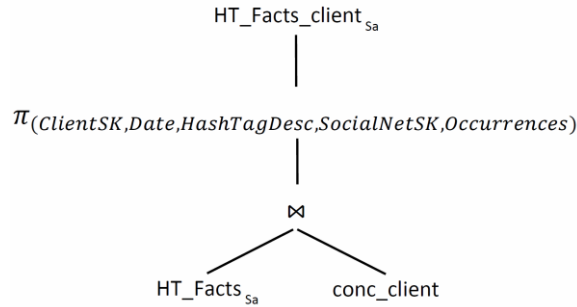 HT_Facts_client Sa
π(ClientSK,Date,HashTagDesc,SocialNetSK,Occurrences)
⋈
HT_Facts Sa conc_client